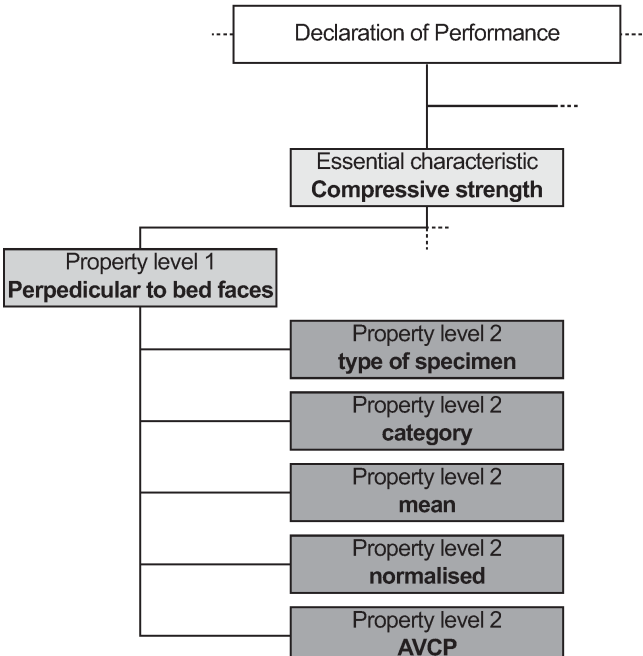 Declaration of Performance
Essential characteristic
Compressive strength
Property level 1
Perpedicular to bed faces
Property level 2
type of specimen
Property level 2
category
Property level 2
mean
Property level 2
normalised
Property level 2
AVCP